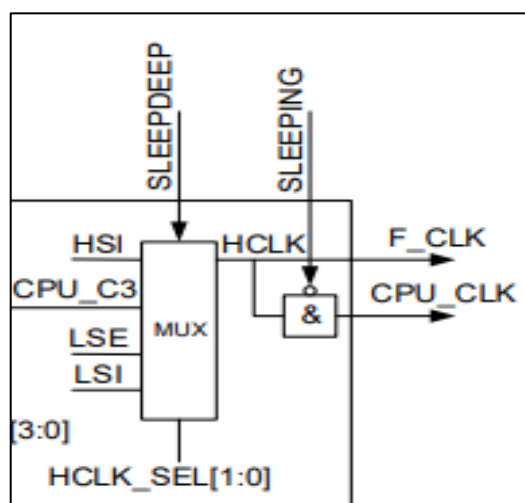 SLEEPDEEP
SLEEPING
HSI
HCLK
F_CLK
CPU_C3
CPU_CLK
MUX
&
LSE
LSI
[3:0]
HCLK_SEL[1:0]